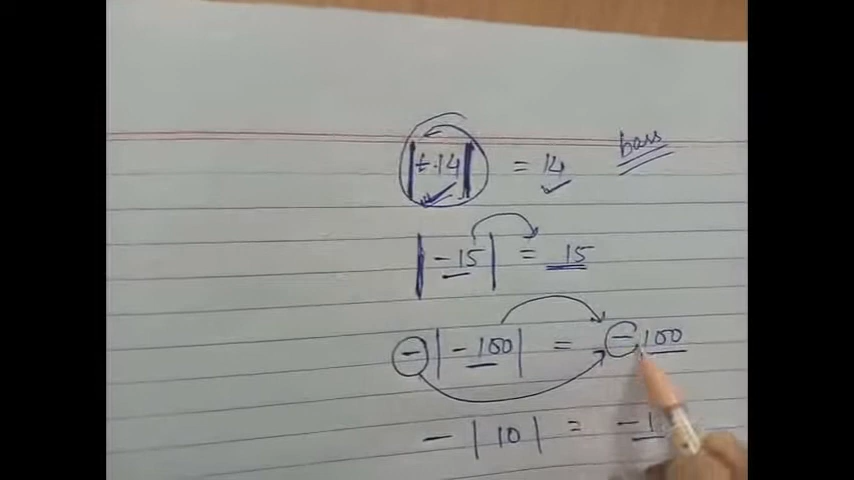 |+14| = 14 bars
|-15| = 15
-|-100| = -100
-|10| = -1